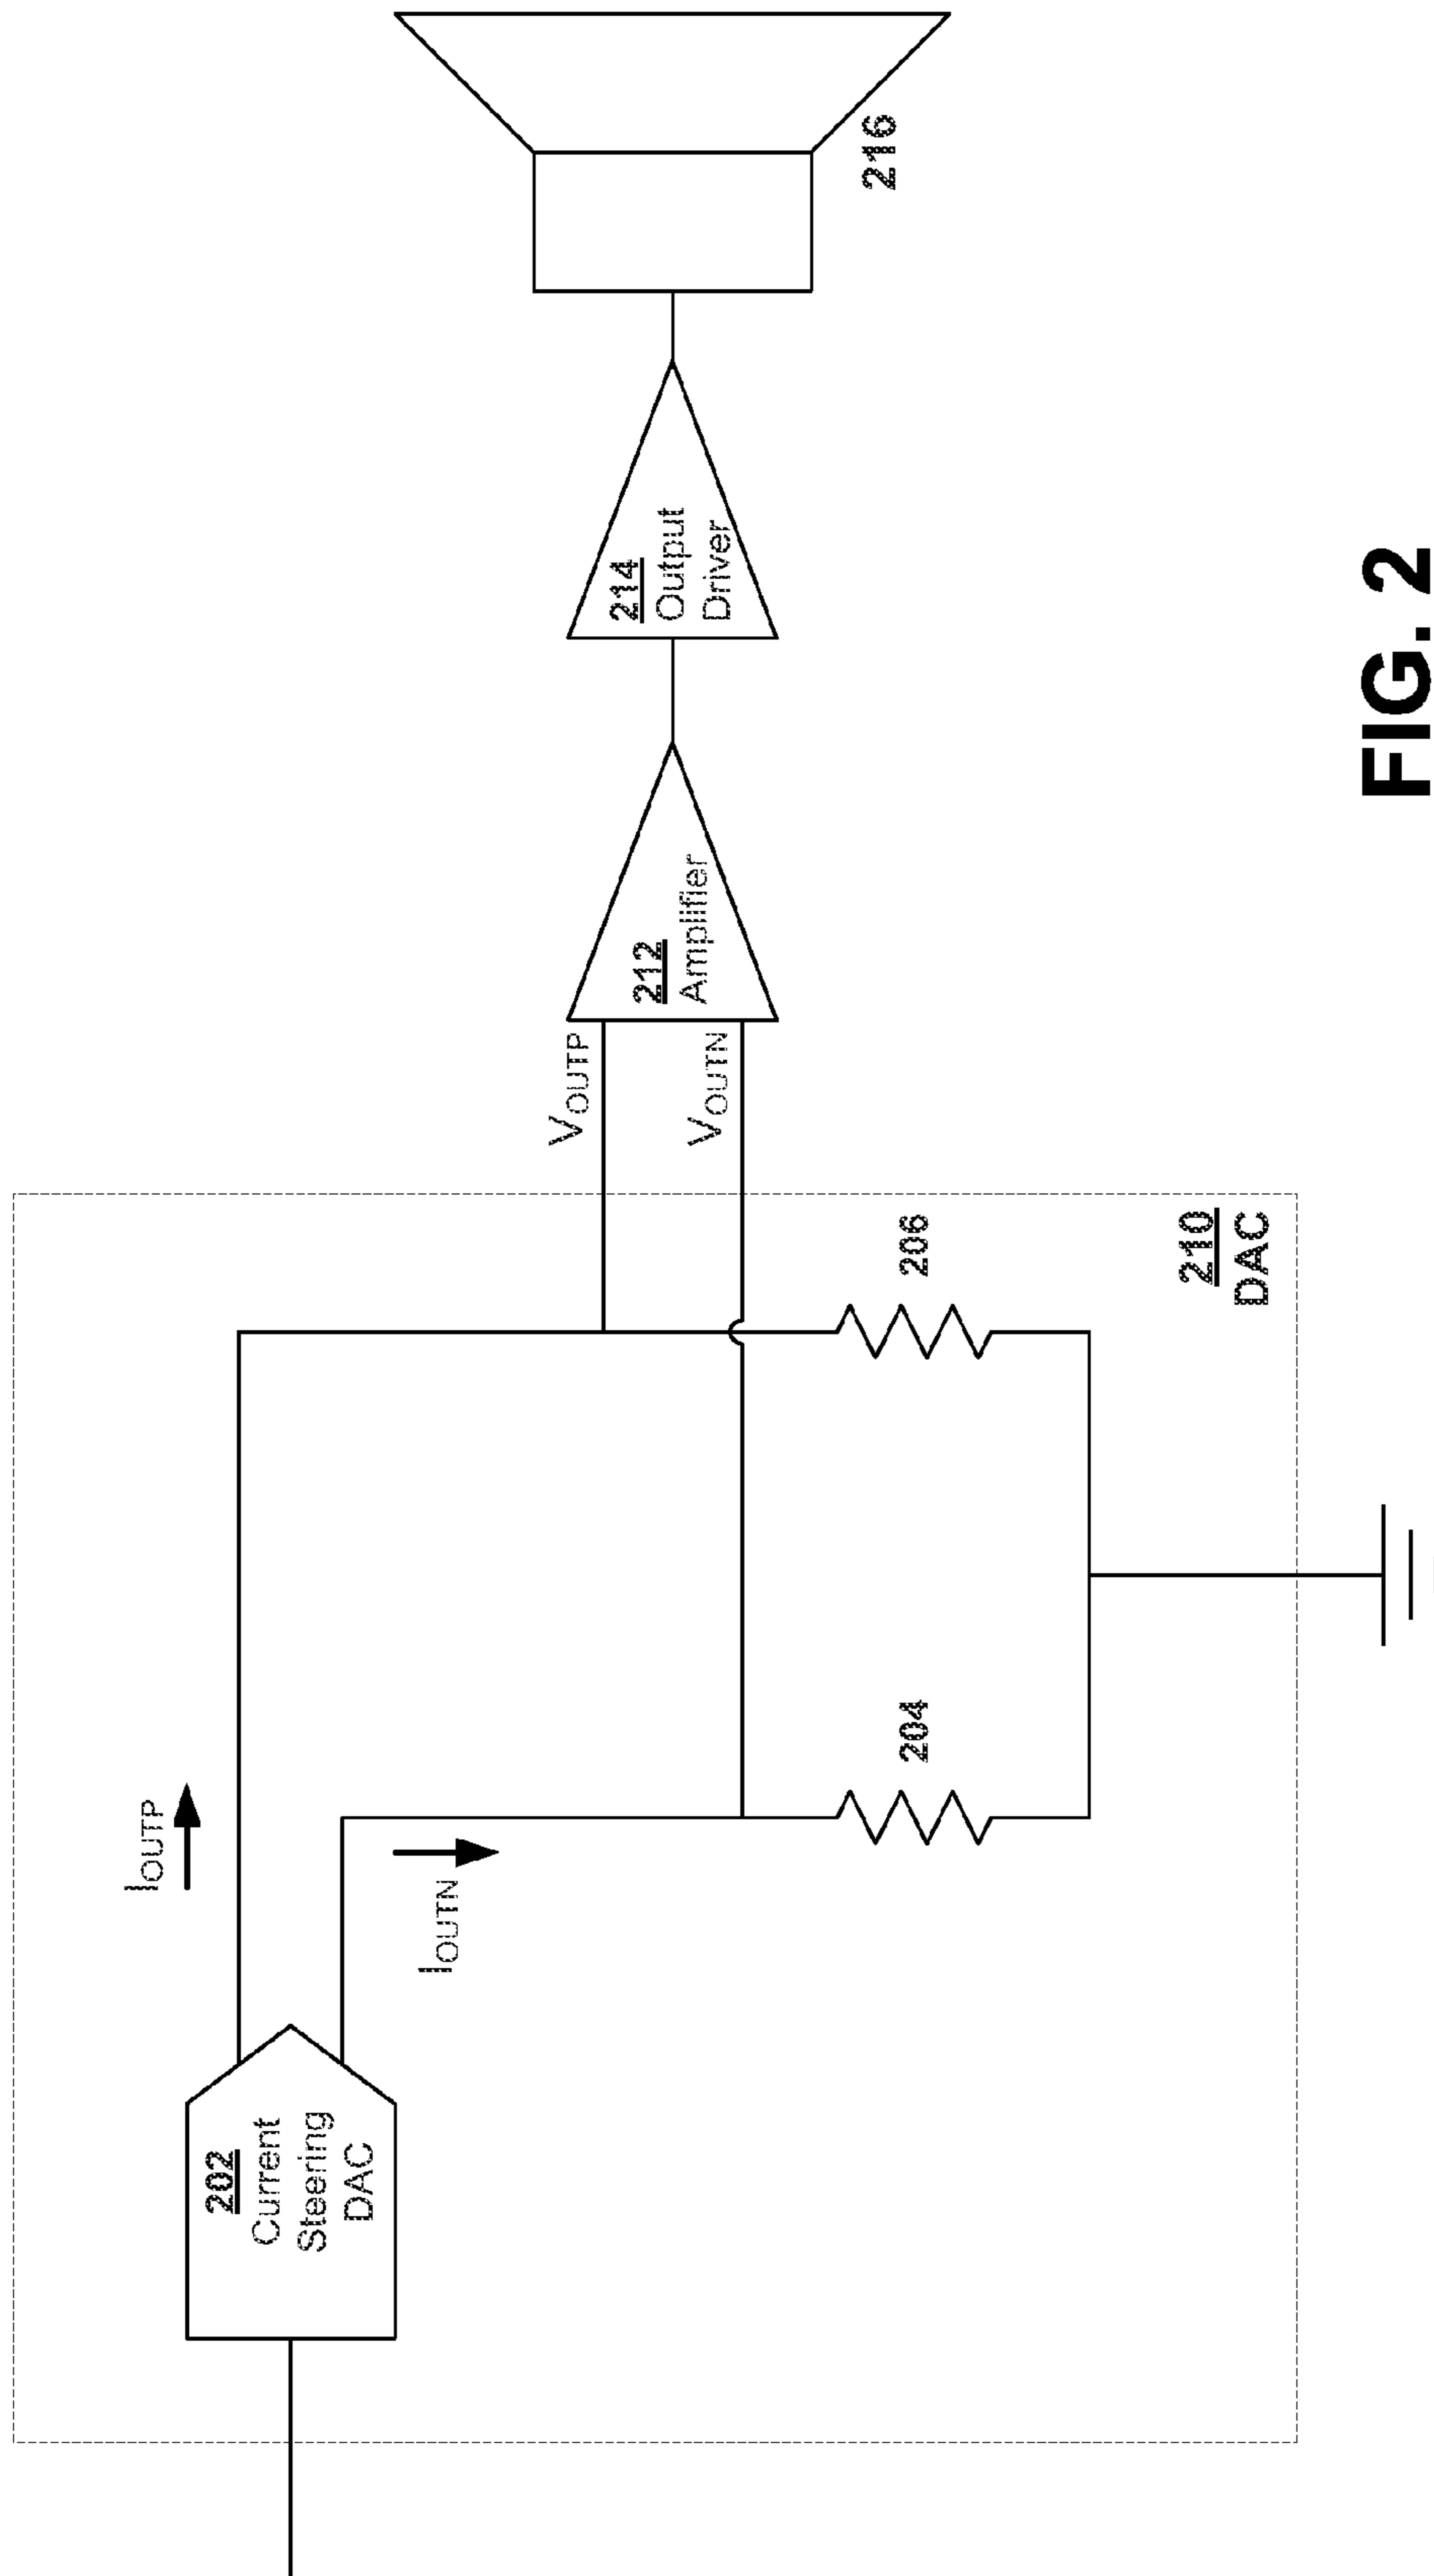 202
Current
Steering
DAC
IOUTP
IOUTN
204
206
210
DAC
VOUTP
VOUTN
212
Amplifier
214
Output
Driver
216
FIG. 2